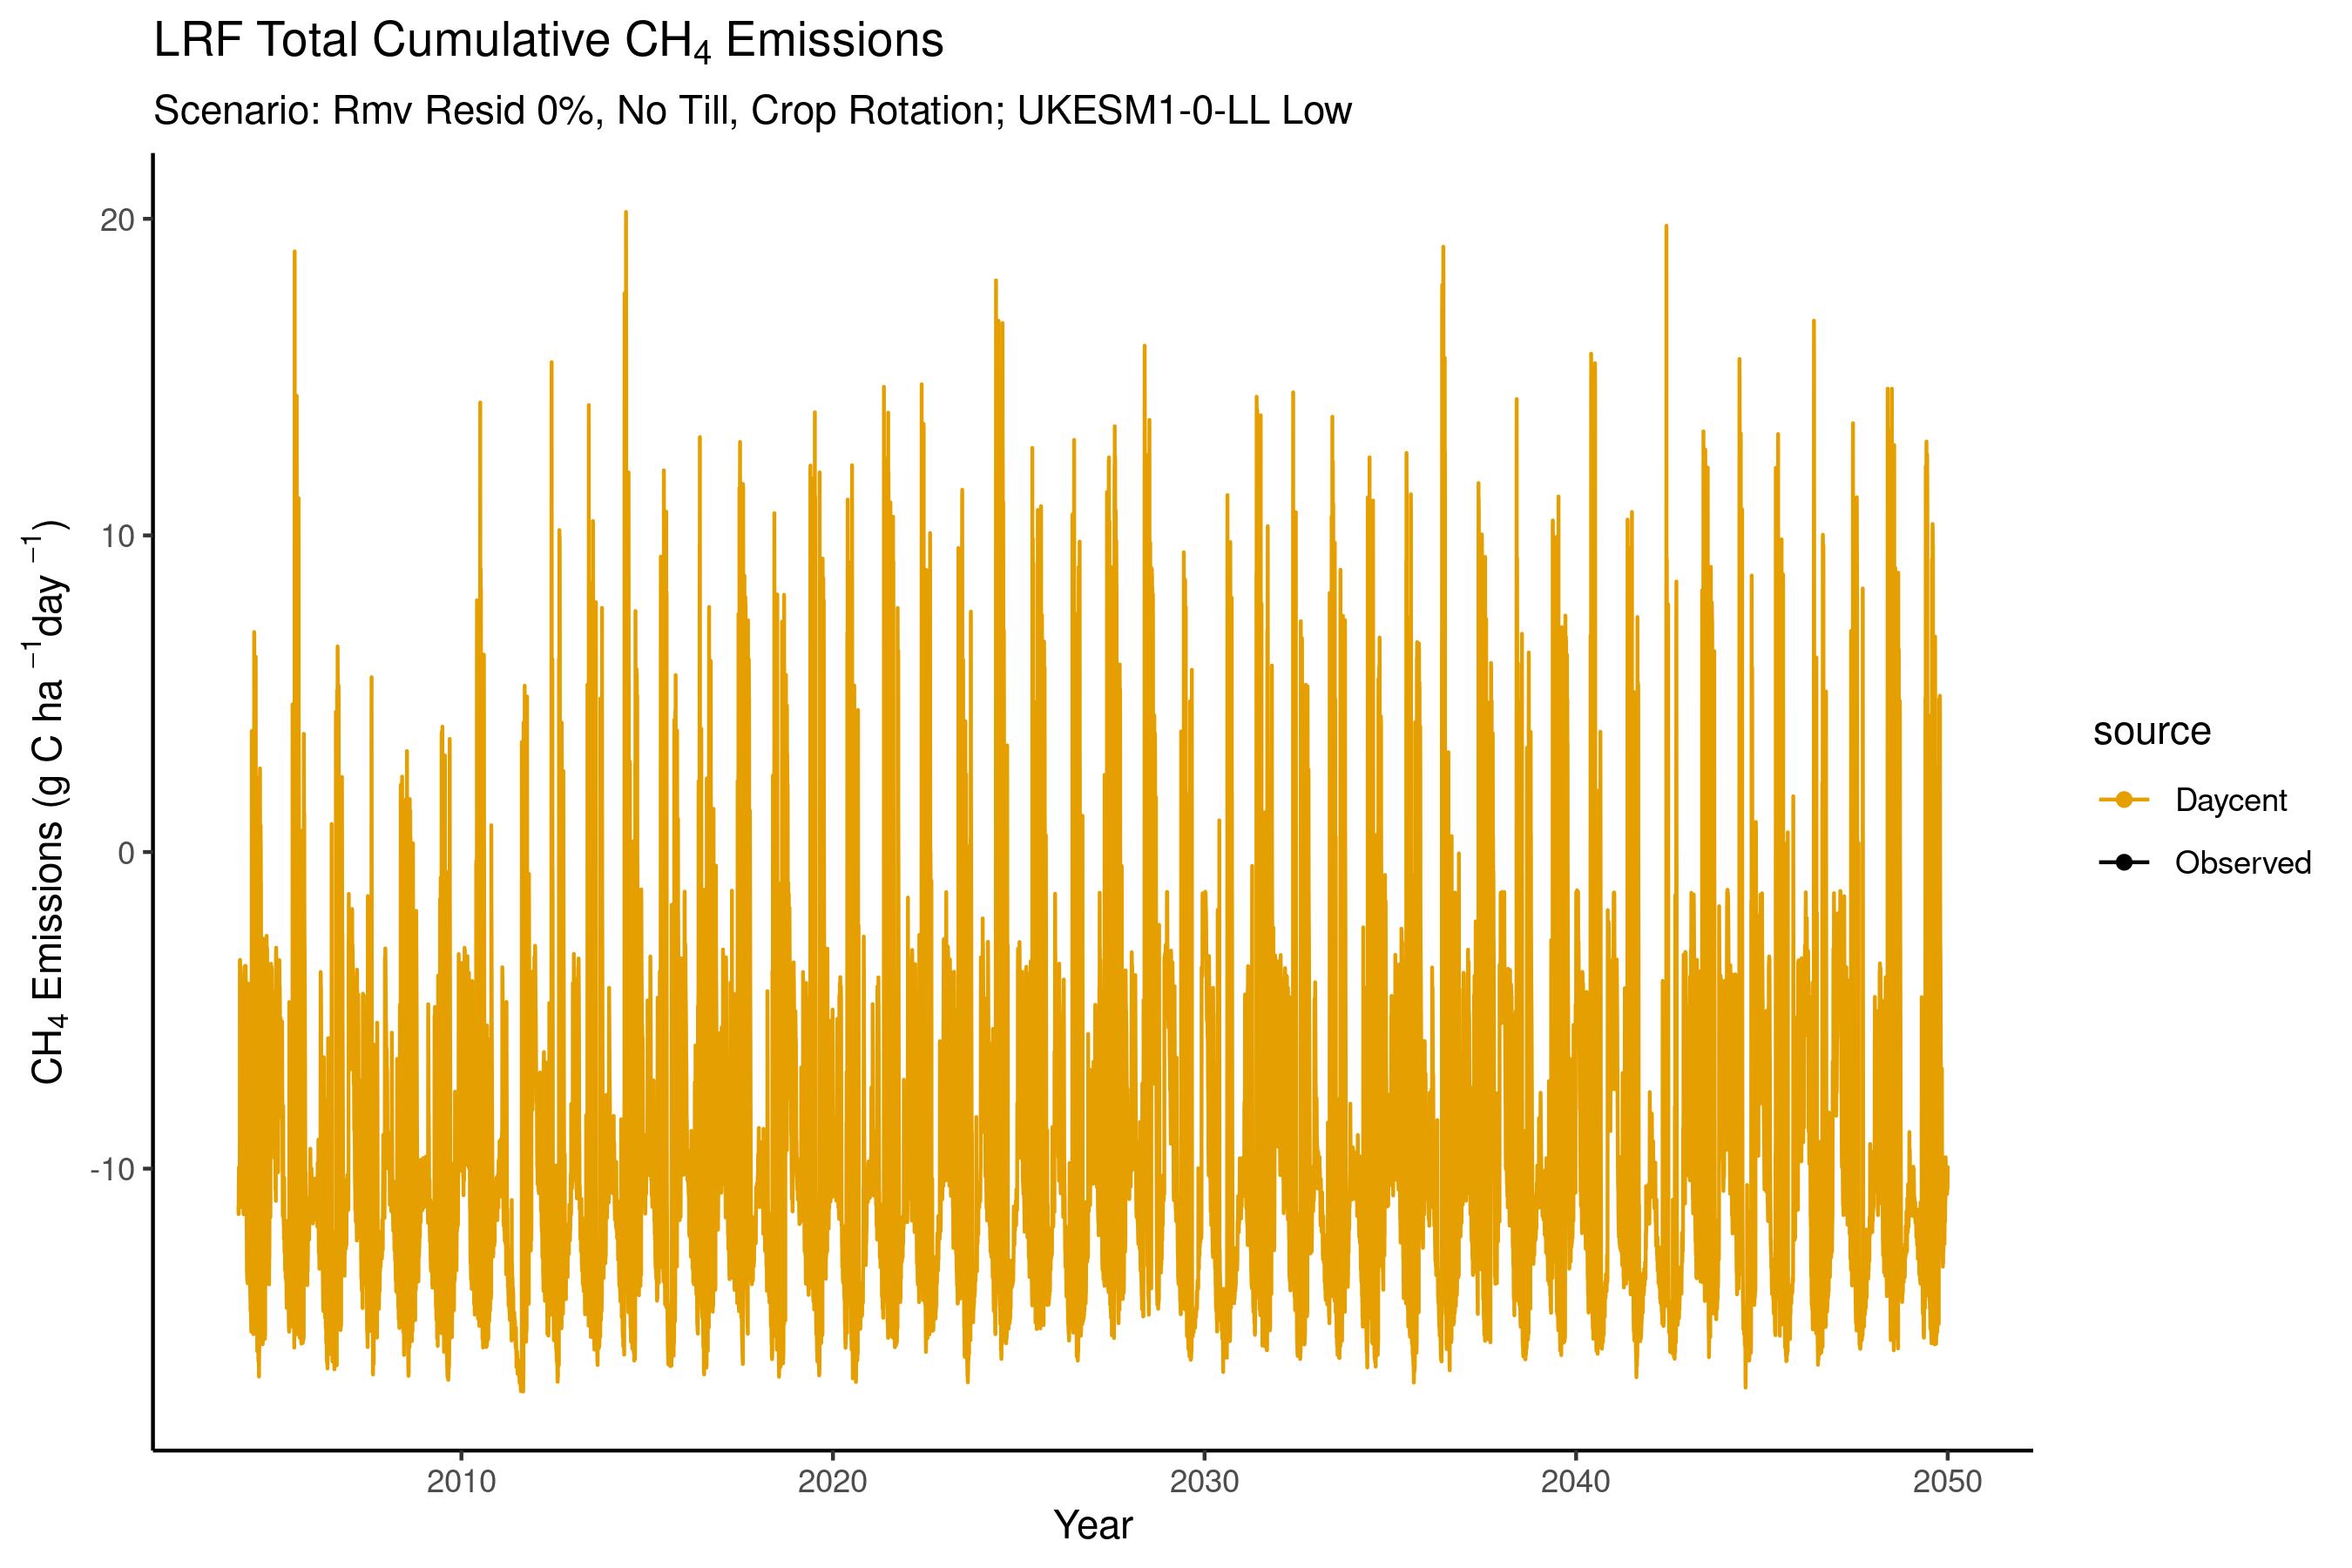 LRF Total Cumulative CH₄ Emissions
Scenario: Rmv Resid 0%, No Till, Crop Rotation; UKESM1-0-LL Low
CH₄ Emissions (g C ha ⁻¹day ⁻¹)
20
10
0
-10
2010
2020
2030
2040
2050
Year
source
Daycent
Observed